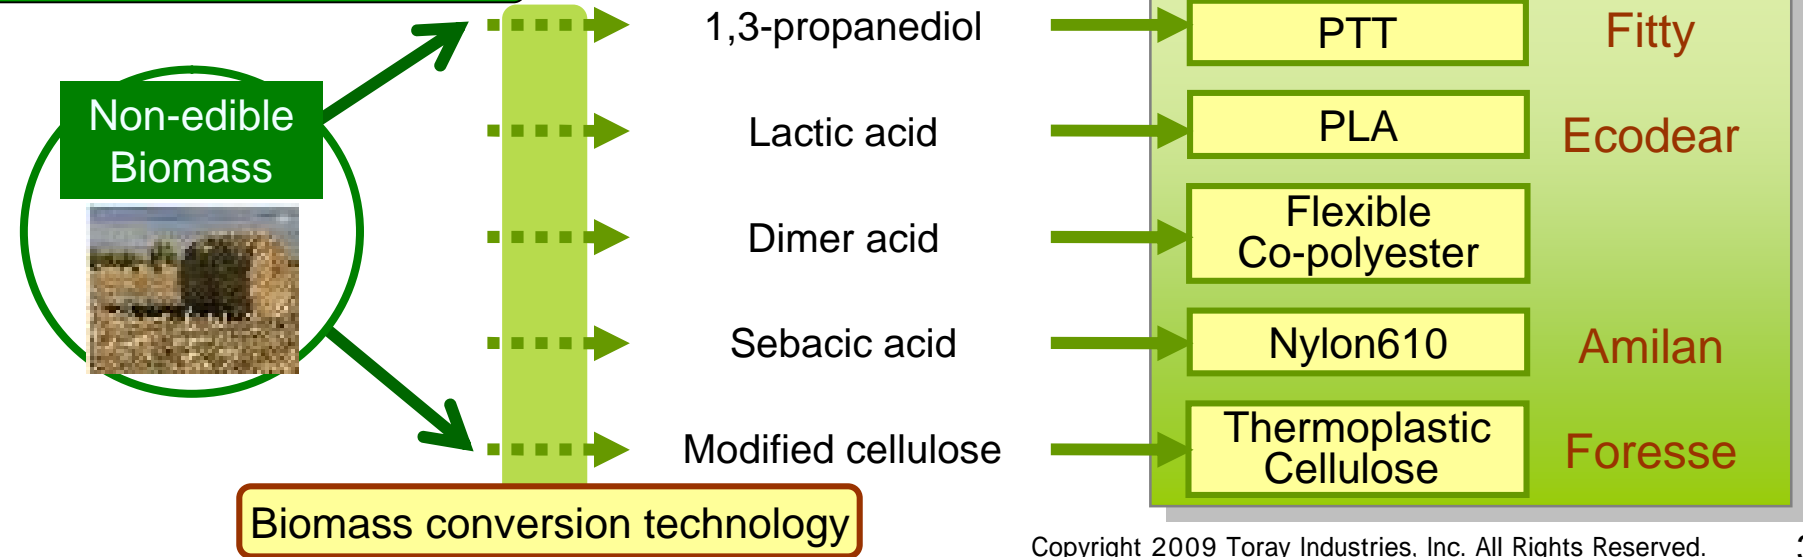 1,3-propanediol
PTT
Fitty
Non-edible
Biomass
Lactic acid
PLA
Ecodear
Dimer acid
Flexible
Co-polyester
Sebacic acid
Nylon610
Amilan
Modified cellulose
Thermoplastic
Cellulose
Foresse
Biomass conversion technology
Copyright 2009 Toray Industries, Inc. All Rights Reserved.